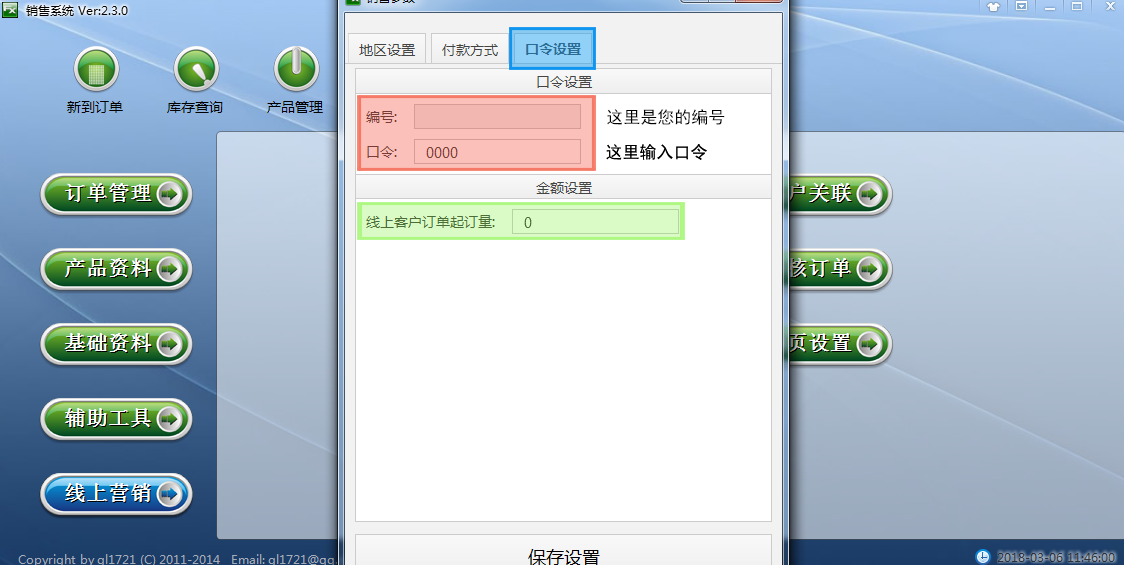 销售系统 Ver:2.3.0
销售参数
新到订单
库存查询
产品管理
地区设置
付款方式
口令设置
口令设置
编号:
这里是您的编号
口令: 0000
这里输入口令
金额设置
线上客户订单起订量: 0
保存设置
订单管理
产品资料
基础资料
辅助工具
线上营销
户关联
核订单
页设置
Copyright by gl1721 (C) 2011-2014 Email: gl1721@qq
2018-03-06 11:46:00